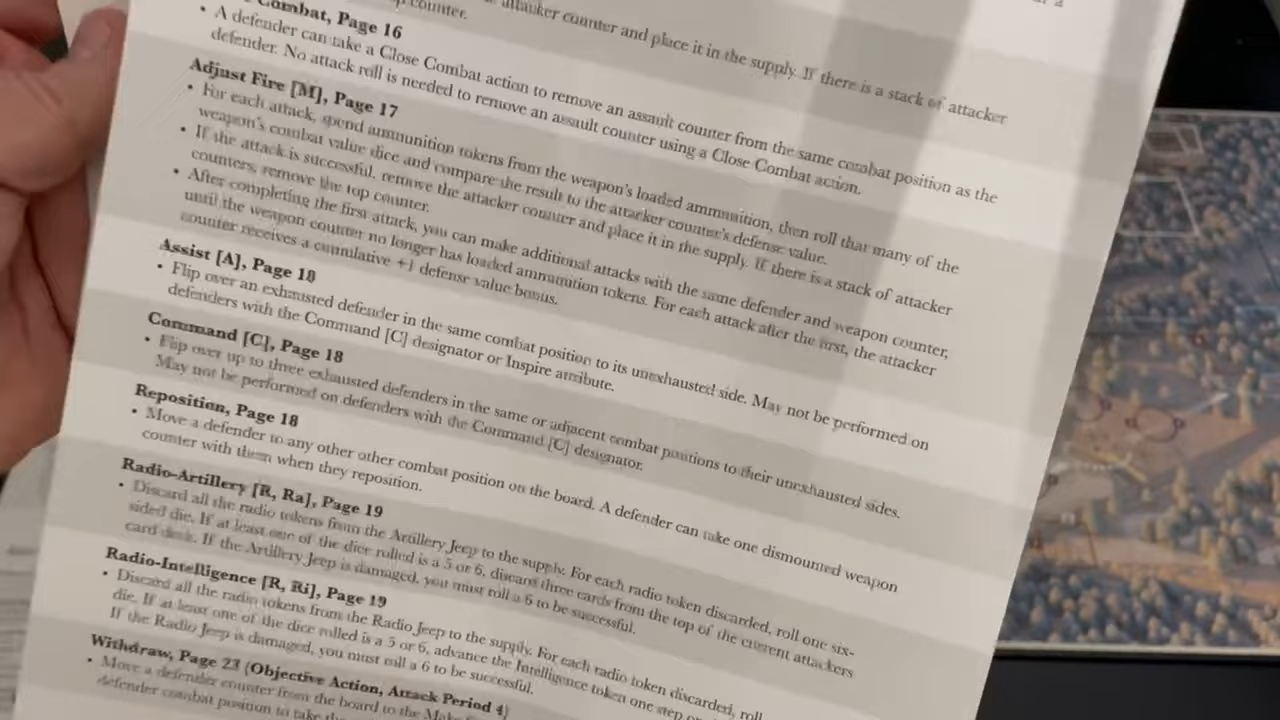 attacker counter and place it in the supply. If there is a stack of attacker
counter.
Combat, Page 16
• A defender can take a Close Combat action to remove an assault counter from the same combat position as the
defender. No attack roll is needed to remove an assault counter using a Close Combat action.
Adjust Fire [M], Page 17
• For each attack, spend ammunition tokens from the weapon's loaded ammunition, then roll that many of the
weapon's combat value dice and compare the result to the attacker counter's defense value.
• If the attack is successful, remove the attacker counter and place it in the supply. If there is a stack of attacker
counters, remove the top counter.
• After completing the first attack, you can make additional attacks with the same defender and weapon counter,
until the weapon counter no longer has loaded ammunition tokens. For each attack after the first, the attacker
counter receives a cumulative +1 defense value bonus.
Assist [A], Page 18
• Flip over an exhausted defender in the same combat position to its unexhausted side. May not be performed on
defenders with the Command [C] designator or Inspire attribute.
Command [C], Page 18
• Flip over up to three exhausted defenders in the same or adjacent combat positions to their unexhausted sides.
May not be performed on defenders with the Command [C] designator.
Reposition, Page 18
• Move a defender to any other other combat position on the board. A defender can take one dismounted weapon
counter with them when they reposition.
Radio-Artillery [R, Ra], Page 19
• Discard all the radio tokens from the Artillery Jeep to the supply. For each radio token discarded, roll one six-
sided die. If at least one of the dice rolled is a 5 or 6, discard three cards from the top of the current attackers
card deck. If the Artillery Jeep is damaged, you must roll a 6 to be successful.
Radio-Intelligence [R, Ri], Page 19
• Discard all the radio tokens from the Radio Jeep to the supply. For each radio token discarded, roll
die. If at least one of the dice rolled is a 5 or 6, advance the Intelligence token one step on
If the Radio Jeep is damaged, you must roll a 6 to be successful.
Withdraw, Page 23 (Objective Action, Attack Period 4)
• Move a defender counter from the board to the Make
defender combat position to take the